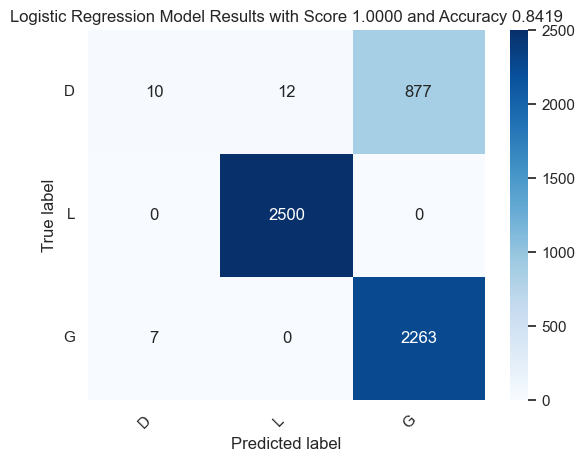 Logistic Regression Model Results with Score 1.0000 and Accuracy 0.8419
2500
D 10 12 877
2000
1500
L 0 2500 0
True label
1000
500
G 7 0 2263
0
D L G
Predicted label